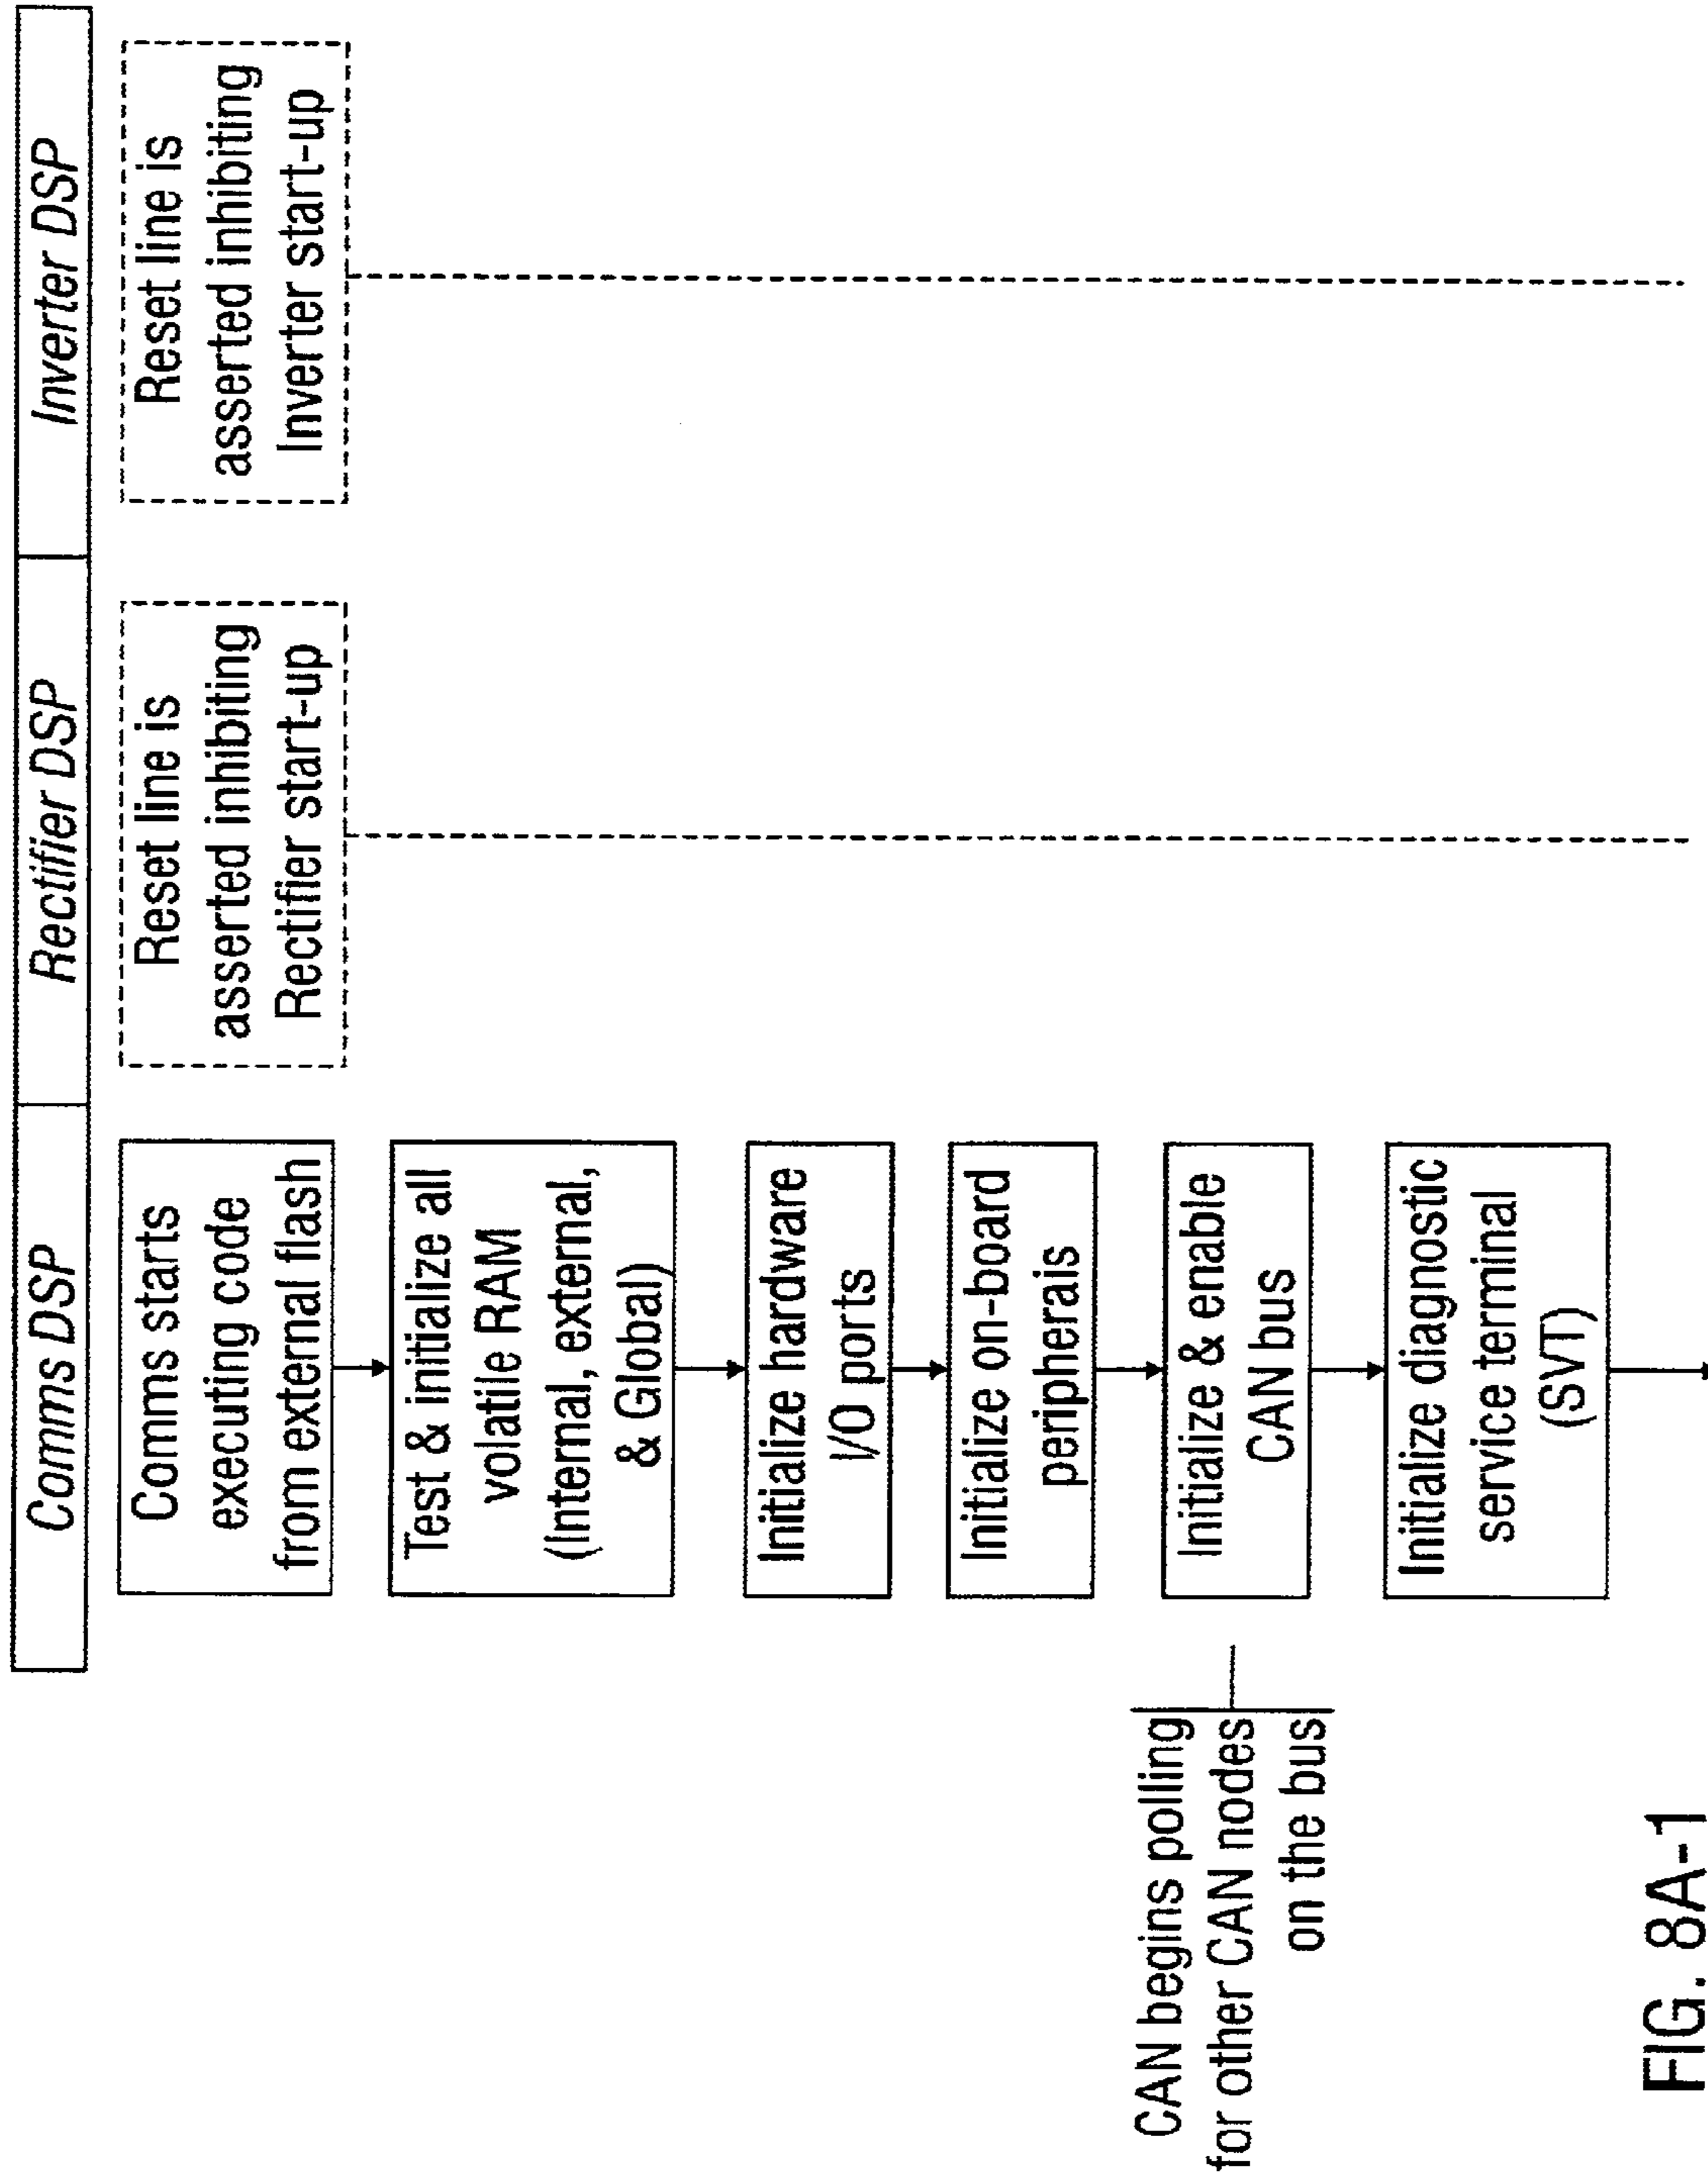 Comms DSP
Rectifier DSP
Inverter DSP
Comms starts
executing code
from external flash
Reset line is
asserted inhibiting
Rectifier start-up
Reset line is
asserted inhibiting
Inverter start-up
Test & initialize all
volatile RAM
(Internal, external,
& Global)
Initialize hardware
I/O ports
Initialize on-board
peripherals
CAN begins polling
for other CAN nodes
on the bus
Initialize & enable
CAN bus
Initialize diagnostic
service terminal
(SVT)
FIG. 8A-1